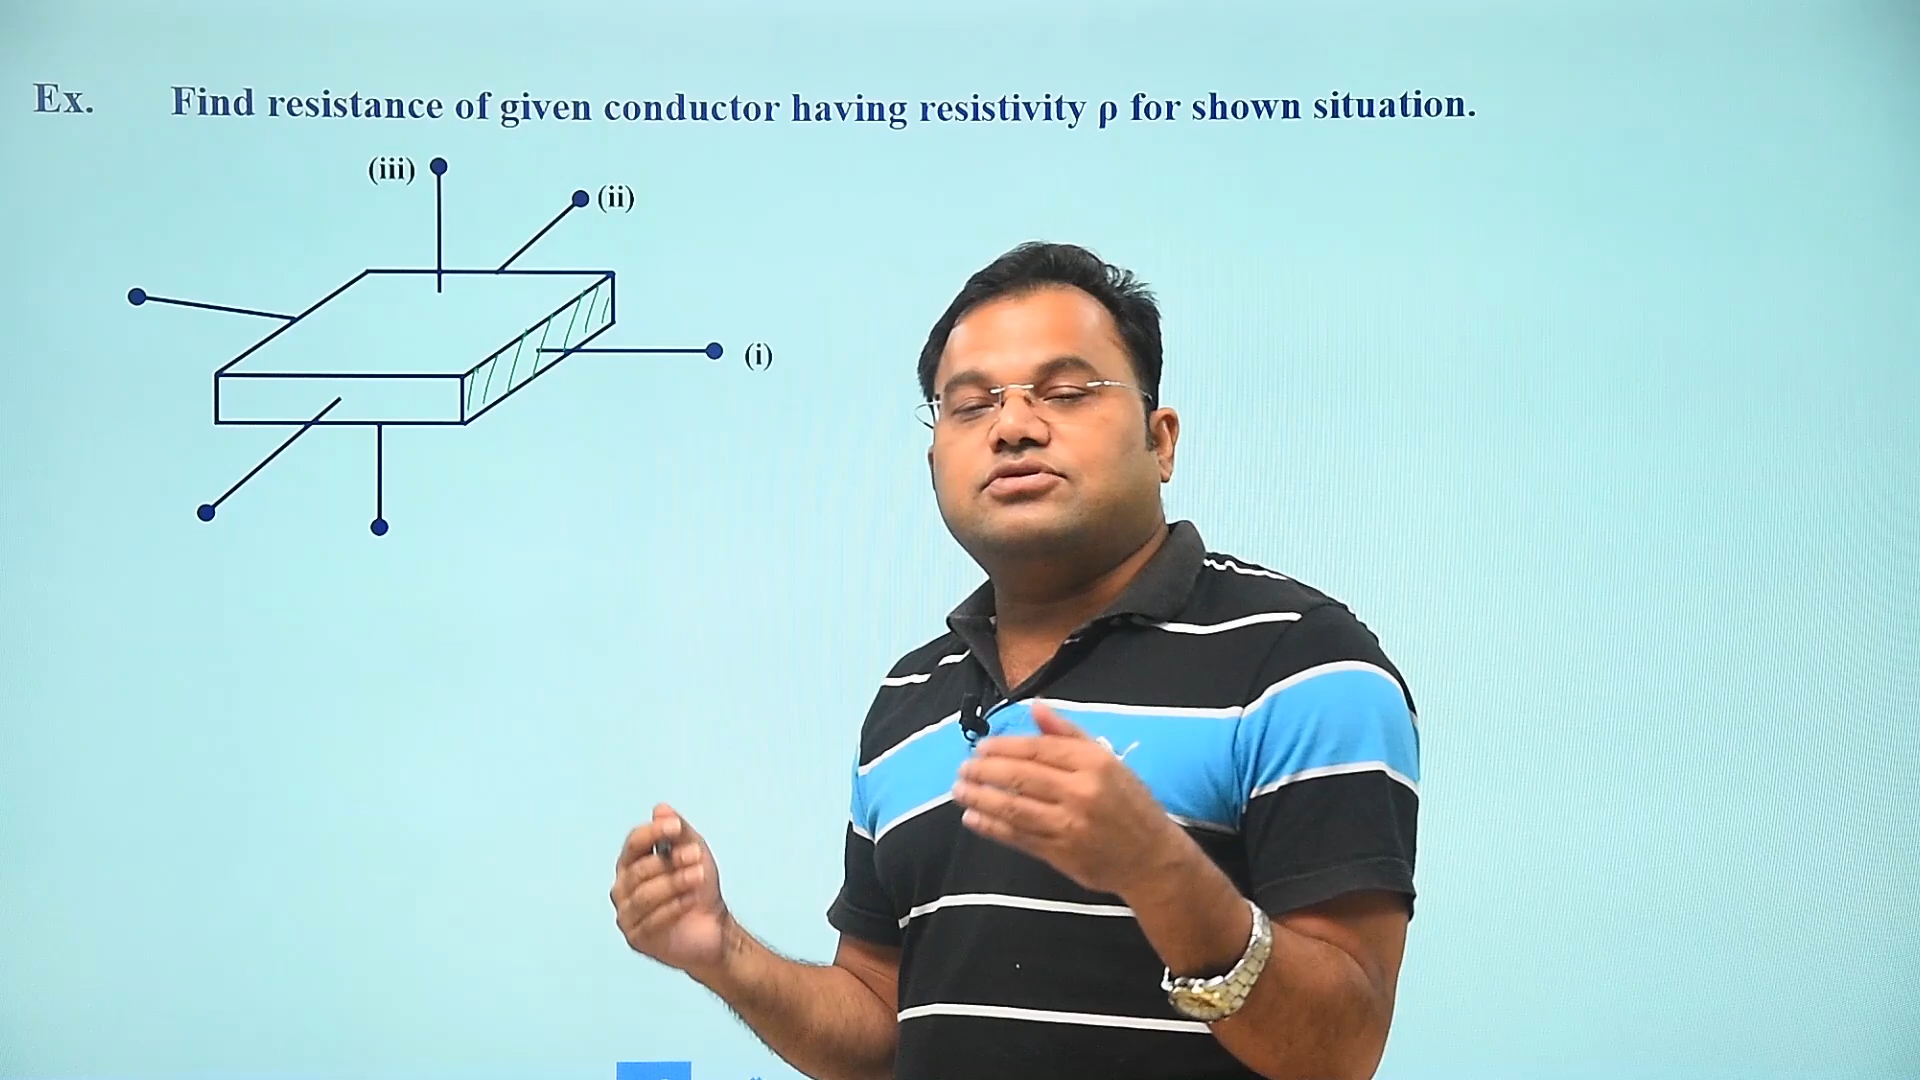 Ex. Find resistance of given conductor having resistivity ρ for shown situation.
(iii)
(ii)
(i)